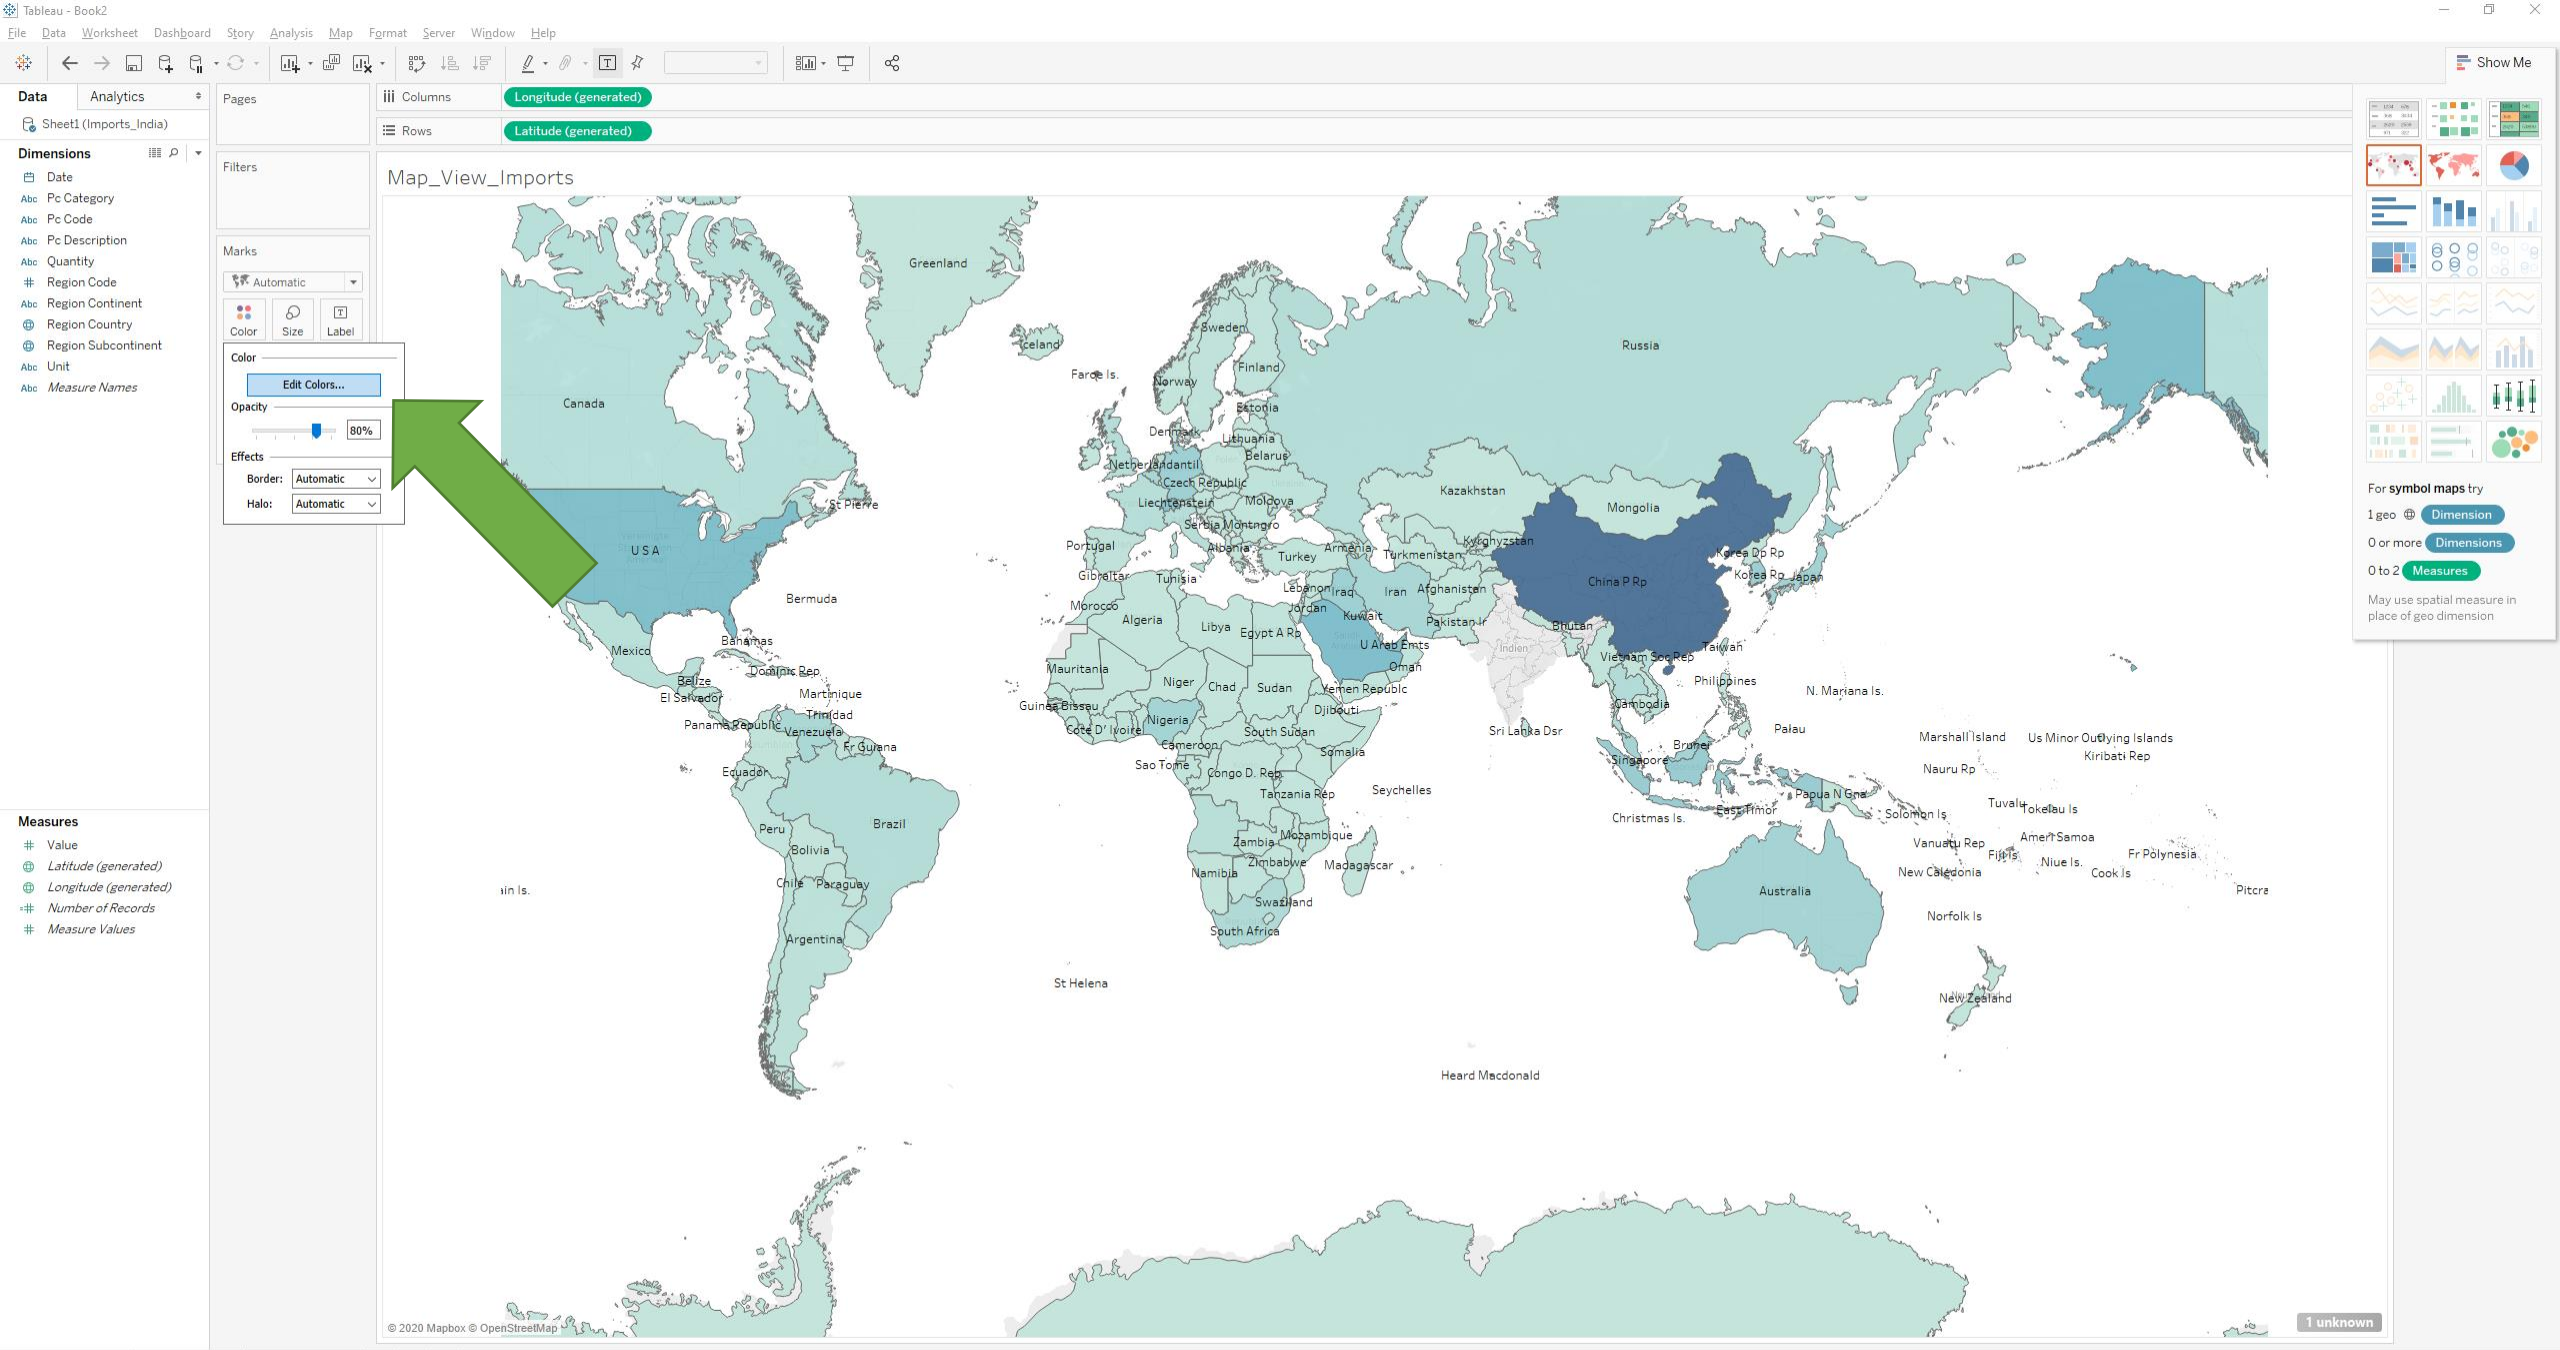 Tableau - Book2
File Data Worksheet Dashboard Story Analysis Map Format Server Window Help
Show Me
Data Analytics
Sheet1 (Imports_India)
Dimensions
Date
Abc Pc Category
Abc Pc Code
Abc Pc Description
Abc Quantity
Region Code
Abc Region Continent
Region Country
Region Subcontinent
Abc Unit
Abc Measure Names
Measures
Value
Latitude (generated)
Longitude (generated)
Number of Records
Measure Values
Pages
Filters
Marks
Automatic
Color Size Label
Color
Edit Colors...
Opacity
80%
Effects
Border: Automatic
Halo: Automatic
Columns Longitude (generated)
Rows Latitude (generated)
Map_View_Imports
Greenland
Sweden
Iceland
Russia
Finland
Faroe Is.
Norway
Canada
Estonia
Denmark
Lithuania
Belarus
Netherlandantil
Czech Republic
Kazakhstan
Liechtenstein
Moldova
St Pierre
Mongolia
Serbia Montngro
Kyrghyzstan
Portugal
Albania
Turkey
Armenia
Turkmenistan
Korea Dp Rp
USA
Gibraltar
Tunisia
Korea Rp
Japan
China P Rp
Lebanon
Iraq
Iran
Afghanistan
Bermuda
Morocco
Jordan
Kuwait
Algeria
Libya
Egypt A Rp
Pakistan Ir
Bhutan
Bahamas
U Arab Emts
Taiwan
Mexico
Indien
Vietnam Soc Rep
Mauritania
Oman
Dominic Rep
Belize
Niger
Chad
Sudan
Yemen Republc
Philippines
El Salvador
Martinique
N. Mariana Is.
Guinea Bissau
Djibouti
Cambodia
Trinidad
Nigeria
Panama Republic
Venezuela
Cote D' Ivoire
South Sudan
Sri Lanka Dsr
Palau
Fr Guiana
Cameroon
Somalia
Brunei
Marshall Island
Us Minor Outlying Islands
Sao Tome
Singapore
Kiribati Rep
Ecuador
Congo D. Rep
Nauru Rp
Tanzania Rep
Seychelles
Papua N Gna
Tuvalu
Tokelau Is
East Timor
Christmas Is.
Solomon Is
Brazil
Peru
Mozambique
Amer Samoa
Zambia
Vanuatu Rep
Bolivia
Zimbabwe
Madagascar
Fiji Is
Niue Is.
Fr Polynesia
Namibia
New Caledonia
Cook Is
Chile
Paraguay
ain Is.
Australia
Pitcra
Swaziland
Norfolk Is
South Africa
Argentina
St Helena
New Zealand
Heard Macdonald
© 2020 Mapbox © OpenStreetMap
1 unknown
For symbol maps try
1 geo Dimension
0 or more Dimensions
0 to 2 Measures
May use spatial measure in
place of geo dimension